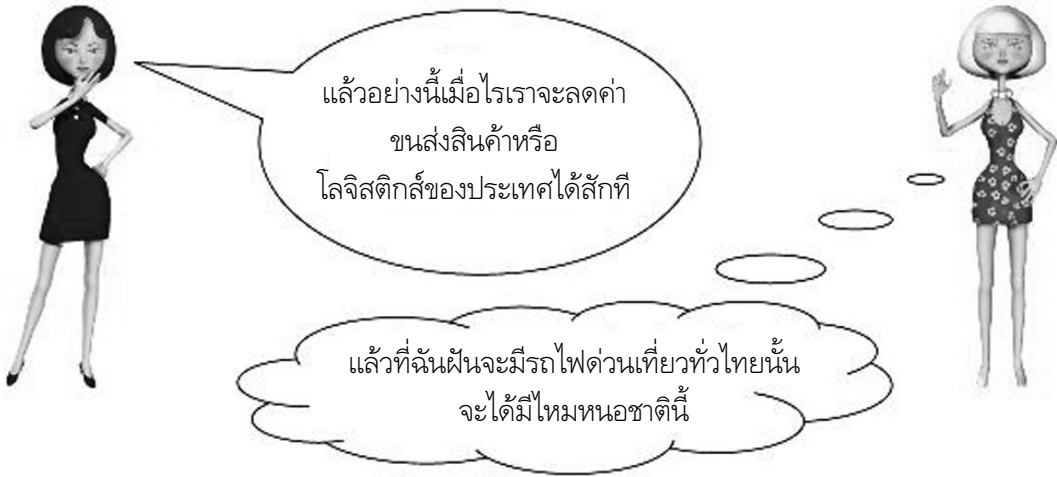 แล้วอย่างนี้เมื่อไรเราจะลดค่า
ขนส่งสินค้าหรือ
โลจิสติกส์ของประเทศได้สักที
แล้วที่ฉันฝันจะมีรถไฟด่วนเที่ยวทั่วไทยนั้น
จะได้มีไหมหนอชาตินี้